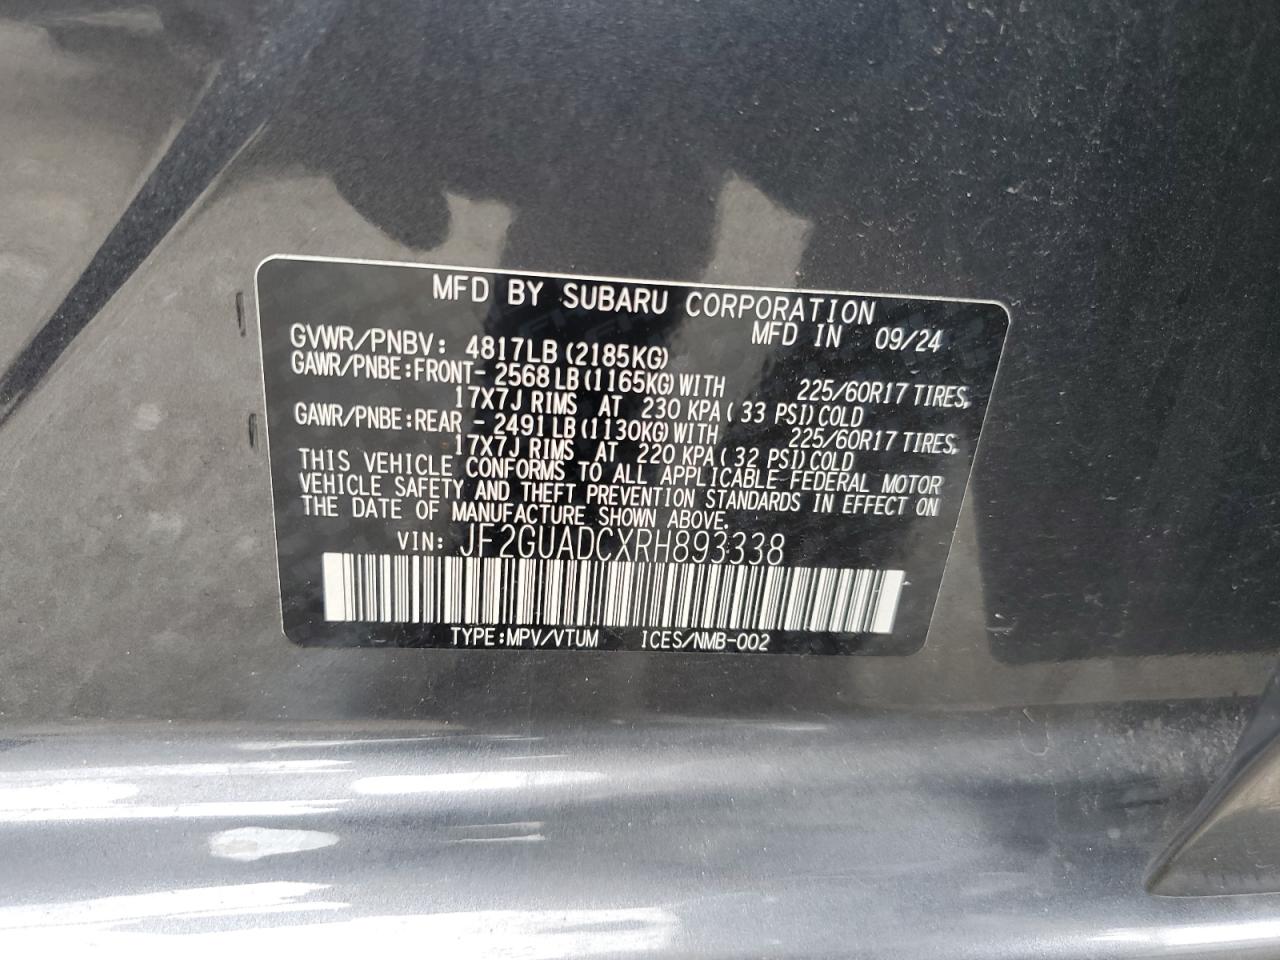 MFD BY SUBARU CORPORATION
MFD IN 09/24
GVWR/PNBV: 4817LB (2185KG)
GAWR/PNBE:FRONT- 2568 LB (1165KG) WITH 225/60R17 TIRES,
17X7J RIMS AT 230 KPA ( 33 PSI) COLD
GAWR/PNBE:REAR - 2491 LB (1130KG) WITH 225/60R17 TIRES,
17X7J RIMS AT 220 KPA ( 32 PSI) COLD
THIS VEHICLE CONFORMS TO ALL APPLICABLE FEDERAL MOTOR
VEHICLE SAFETY AND THEFT PREVENTION STANDARDS IN EFFECT ON
THE DATE OF MANUFACTURE SHOWN ABOVE.
VIN: JF2GUADCXRH893338
TYPE:MPV/VTUM ICES/NMB-002